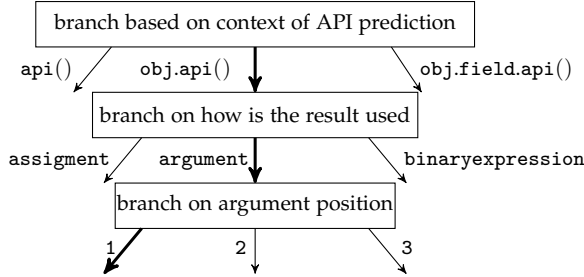 branch based on context of API prediction
api() obj.api() obj.field.api()
branch on how is the result used
assigment argument binaryexpression
branch on argument position
1 2 3